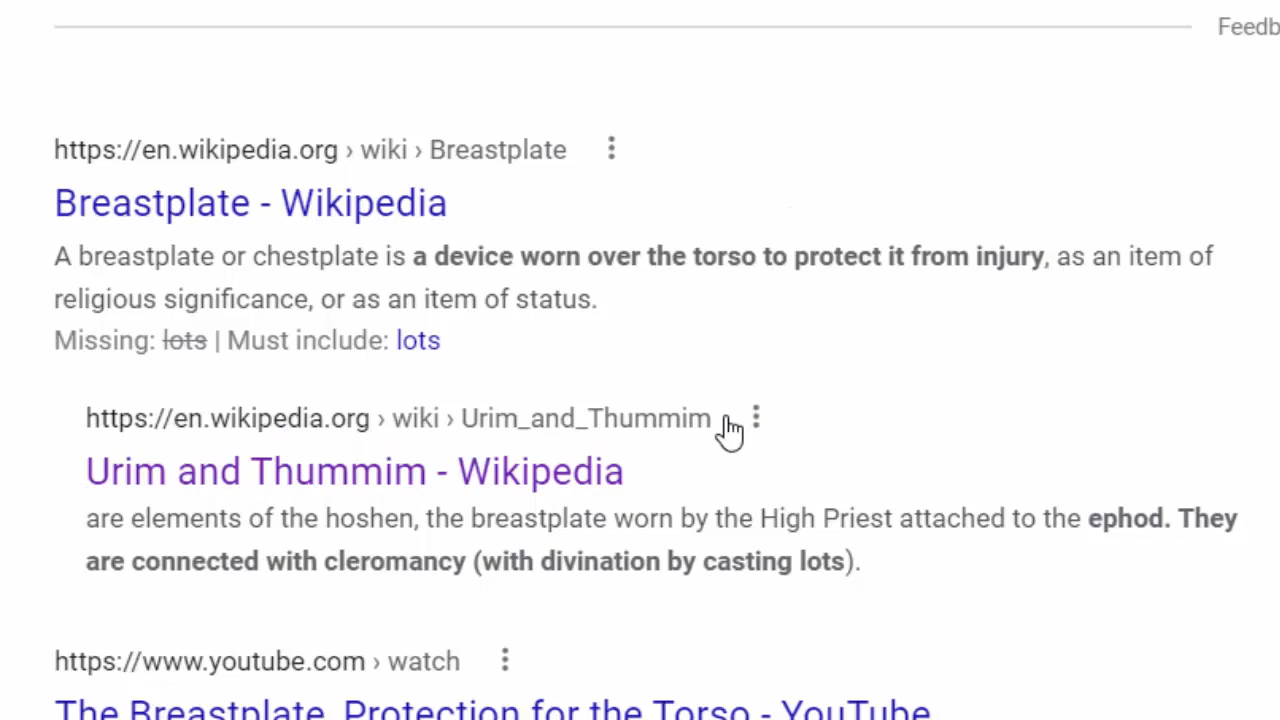 Feedb
https://en.wikipedia.org › wiki › Breastplate
Breastplate - Wikipedia
A breastplate or chestplate is a device worn over the torso to protect it from injury, as an item of
religious significance, or as an item of status.
Missing: lots | Must include: lots
https://en.wikipedia.org › wiki › Urim_and_Thummim
Urim and Thummim - Wikipedia
are elements of the hoshen, the breastplate worn by the High Priest attached to the ephod. They
are connected with cleromancy (with divination by casting lots).
https://www.youtube.com › watch
The Breastplate, Protection for the Torso - YouTube